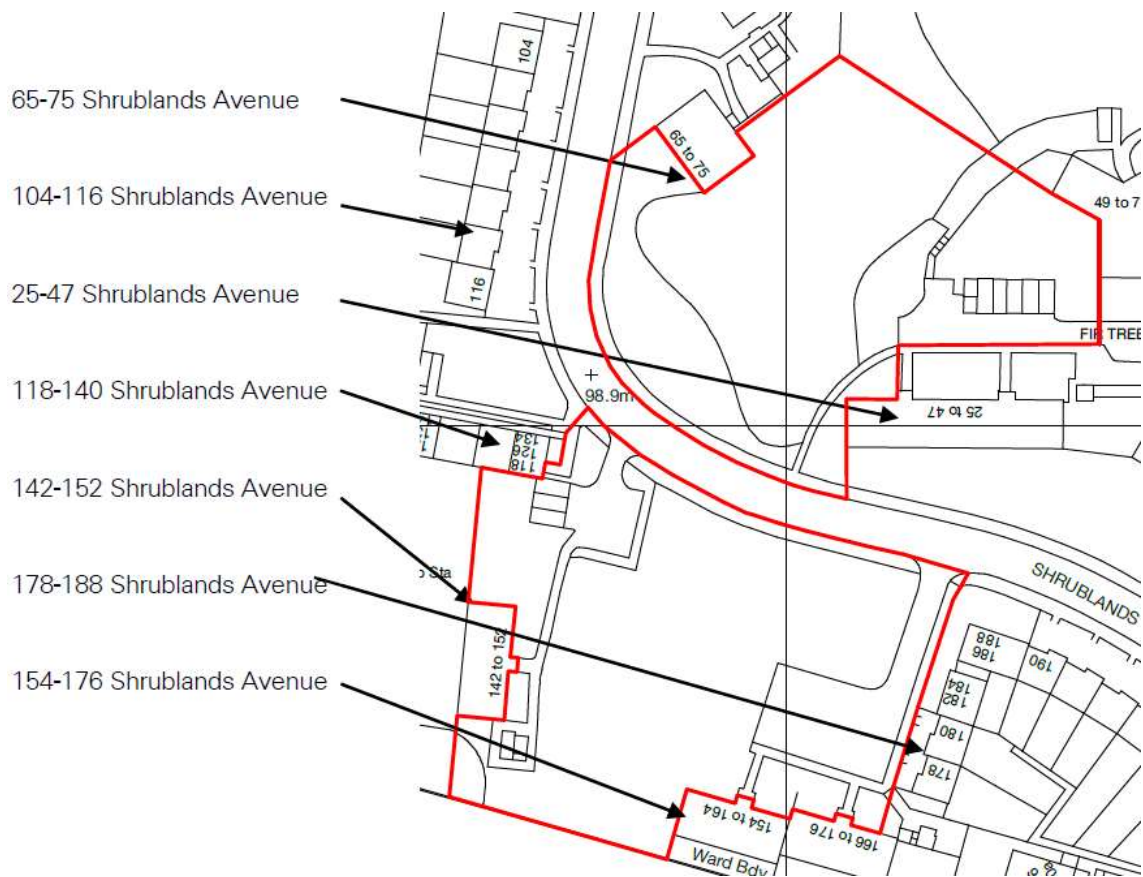 65-75 Shrublands Avenue
104-116 Shrublands Avenue
25-47 Shrublands Avenue
118-140 Shrublands Avenue
142-152 Shrublands Avenue
178-188 Shrublands Avenue
154-176 Shrublands Avenue
104
65 to 75
49 to 7
116
FIR TREE
98.9m
25 to 47
134
126
118
Sta
SHRUBLANDS
142 to 152
188
186
190
184
182
180
178
154 to 164
166 to 176
Ward Bdy